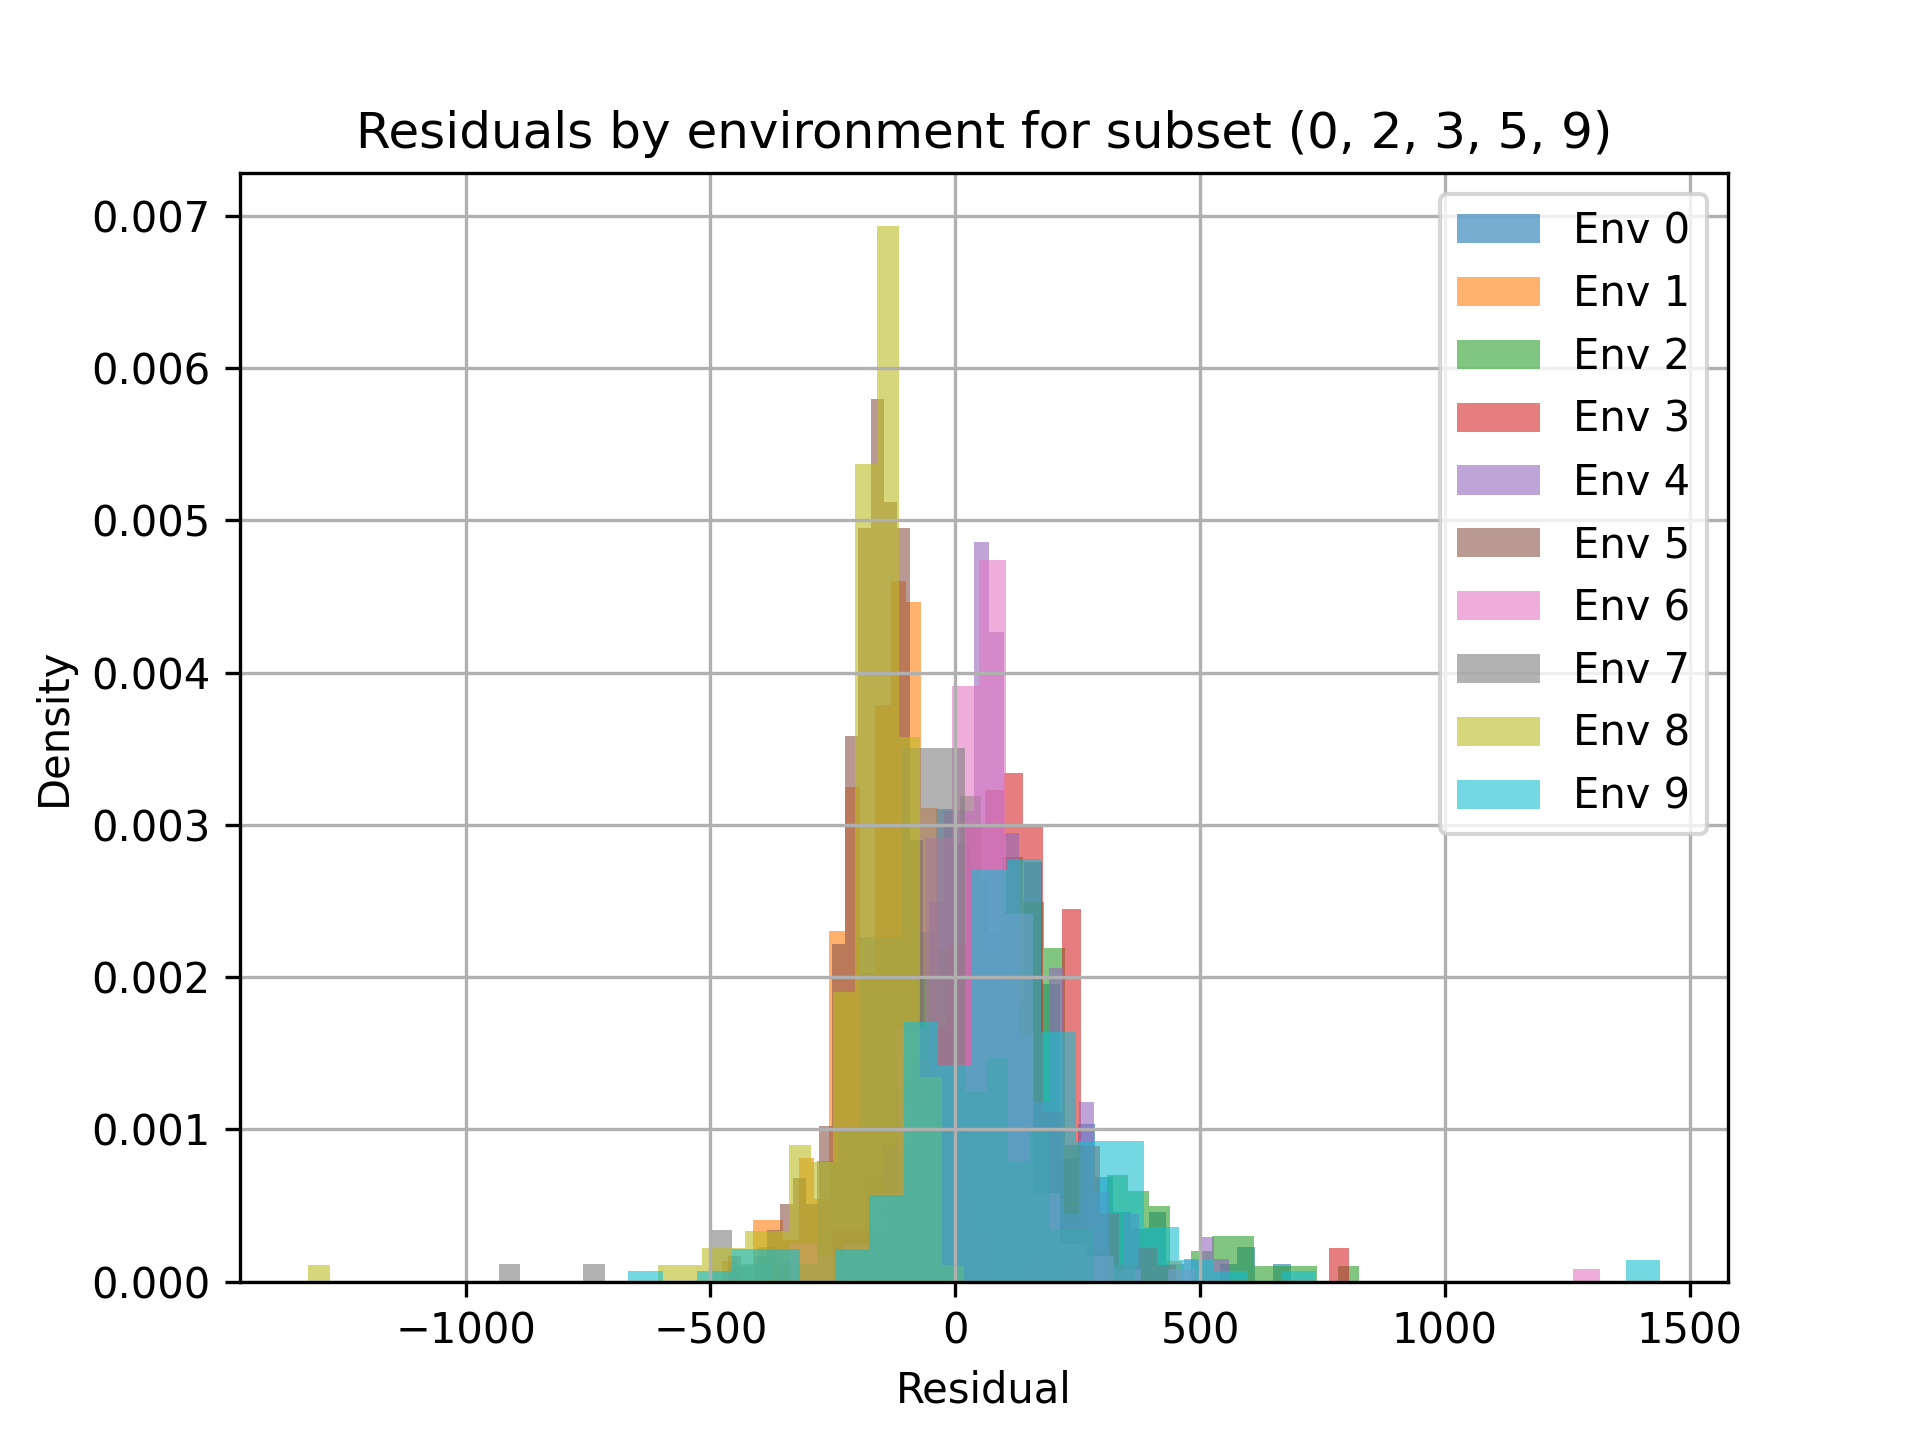 Residuals by environment for subset (0, 2, 3, 5, 9)
0.007
0.006
0.005
0.004
0.003
0.002
0.001
0.000
Density
Env 0
Env 1
Env 2
Env 3
Env 4
Env 5
Env 6
Env 7
Env 8
Env 9
−1000 −500 0 500 1000 1500
Residual